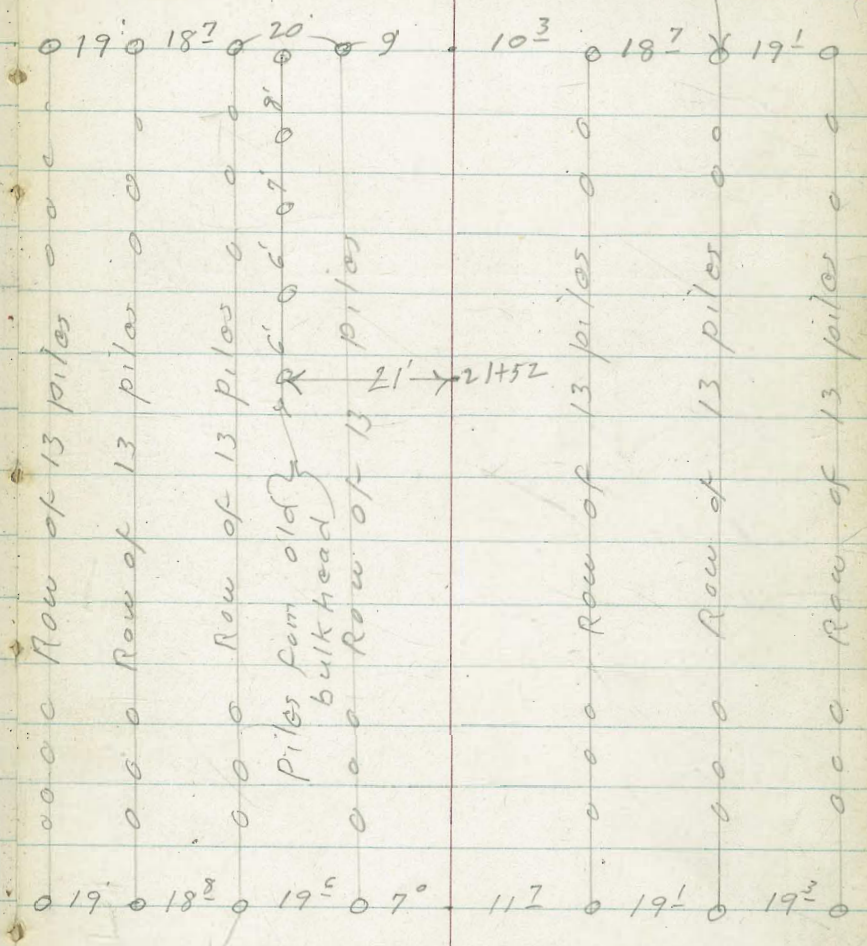 19' 18 7 20 9' 10 3 18 7 19 1
8'
7'
6'
6'
21' 21+52
Row of 13 piles
Row of 13 piles
Row of 13 piles
Piles fom old
bulkhead
Row of 13 piles
Row of 13 piles
Row of 13 piles
Row of 13 piles
19' 18 8 19 6 7 0 11 7 19 1 19 3